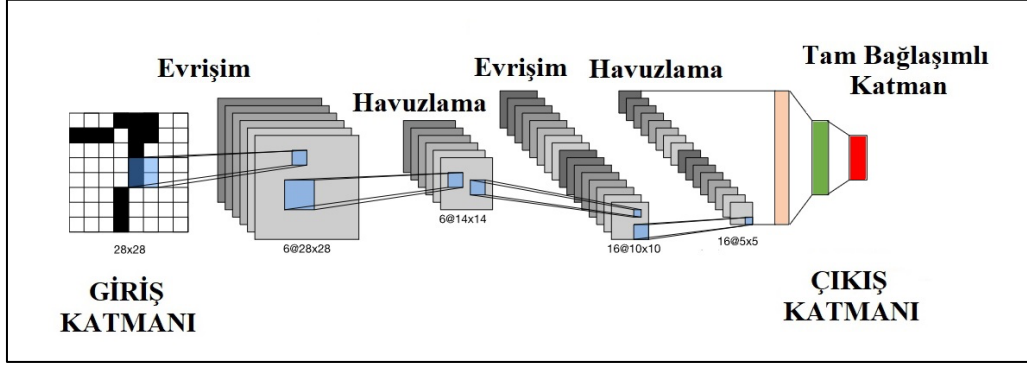 Evrişim
Havuzlama
Evrişim
Havuzlama
Tam Bağlaşımlı
Katman
28x28
6@28x28
6@14x14
16@10x10
16@5x5
GİRİŞ
KATMANI
ÇIKIŞ
KATMANI